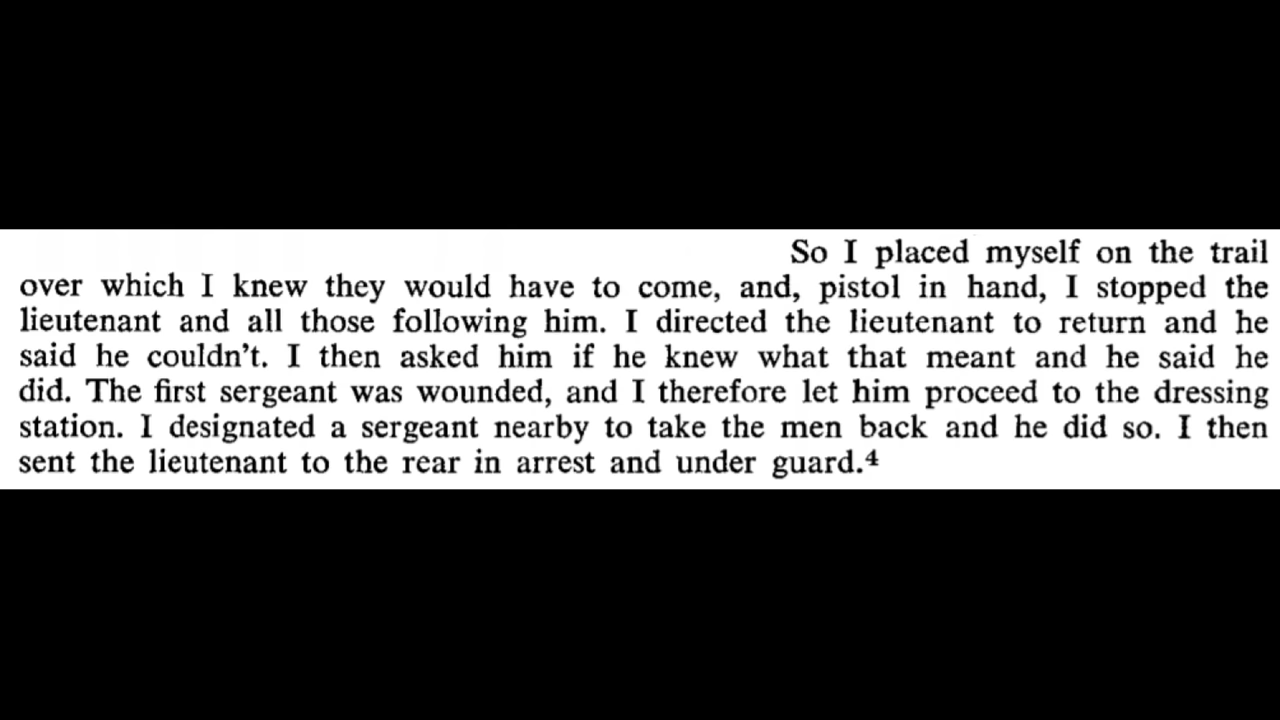 So I placed myself on the trail
over which I knew they would have to come, and, pistol in hand, I stopped the
lieutenant and all those following him. I directed the lieutenant to return and he
said he couldn't. I then asked him if he knew what that meant and he said he
did. The first sergeant was wounded, and I therefore let him proceed to the dressing
station. I designated a sergeant nearby to take the men back and he did so. I then
sent the lieutenant to the rear in arrest and under guard.⁴